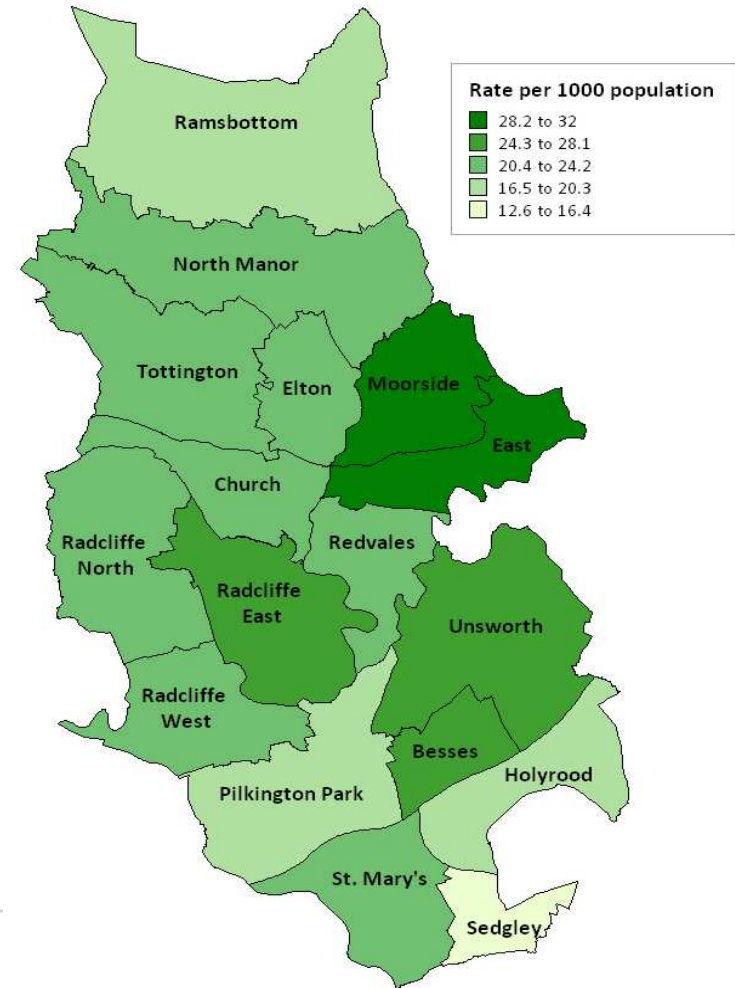 Rate per 1000 population
28.2 to 32
24.3 to 28.1
20.4 to 24.2
16.5 to 20.3
12.6 to 16.4
Ramsbottom
North Manor
Tottington
Elton
Moorside
East
Church
Radcliffe
North
Redvales
Radcliffe
East
Unsworth
Radcliffe
West
Besses
Holyrood
Pilkington Park
St. Mary's
Sedgley